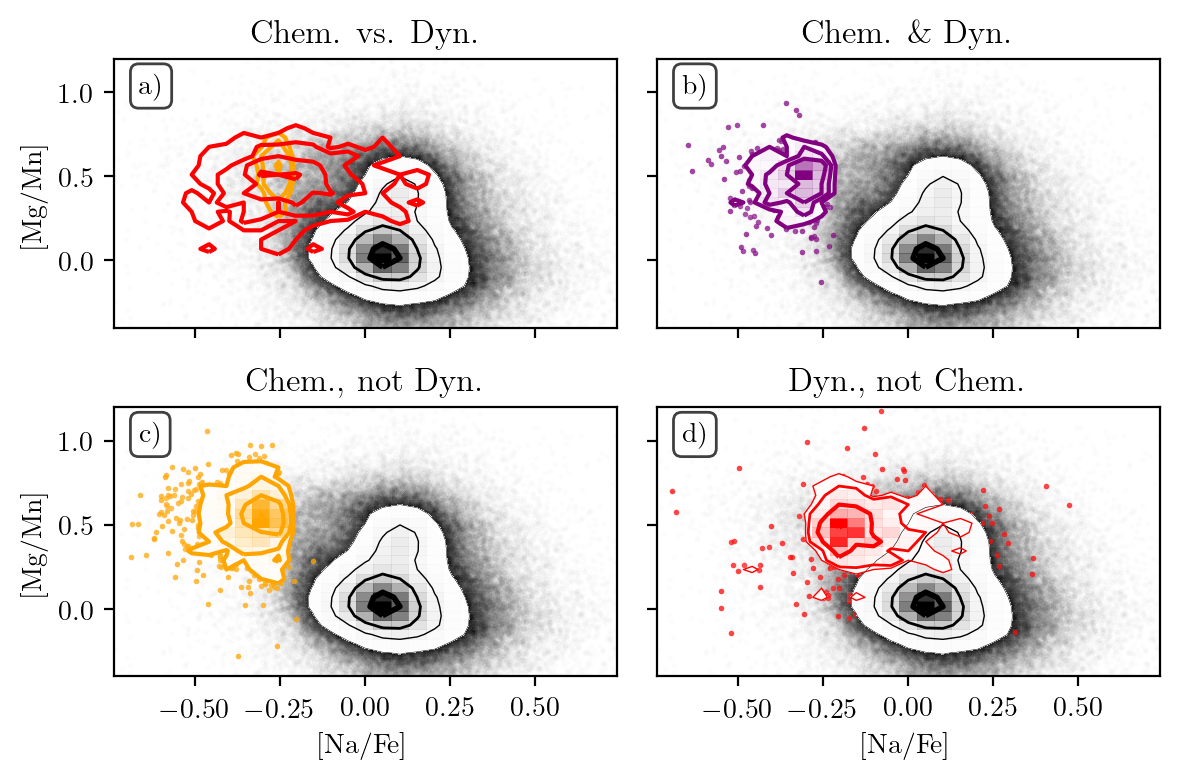 Chem. vs. Dyn.
Chem. & Dyn.
a)
b)
1.0
0.5
0.0
[Mg/Mn]
Chem., not Dyn.
Dyn., not Chem.
c)
d)
1.0
0.5
0.0
[Mg/Mn]
−0.50 −0.25 0.00 0.25 0.50
−0.50 −0.25 0.00 0.25 0.50
[Na/Fe]
[Na/Fe]